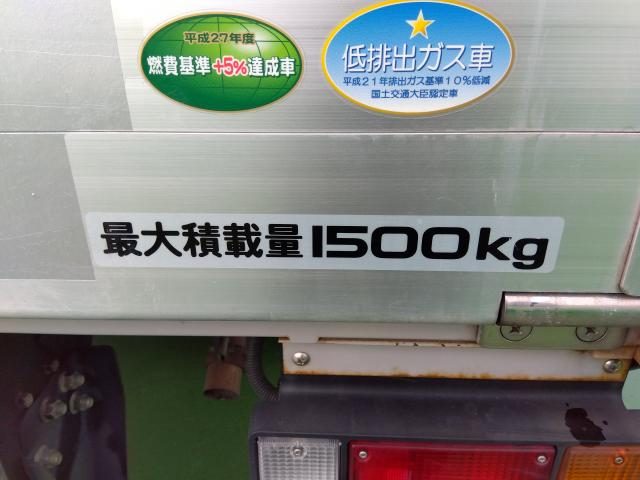 平成27年度
燃費基準+5%達成車
低排出ガス車
平成21年排出ガス基準10%低減
国土交通大臣認定車
最大積載量1500kg